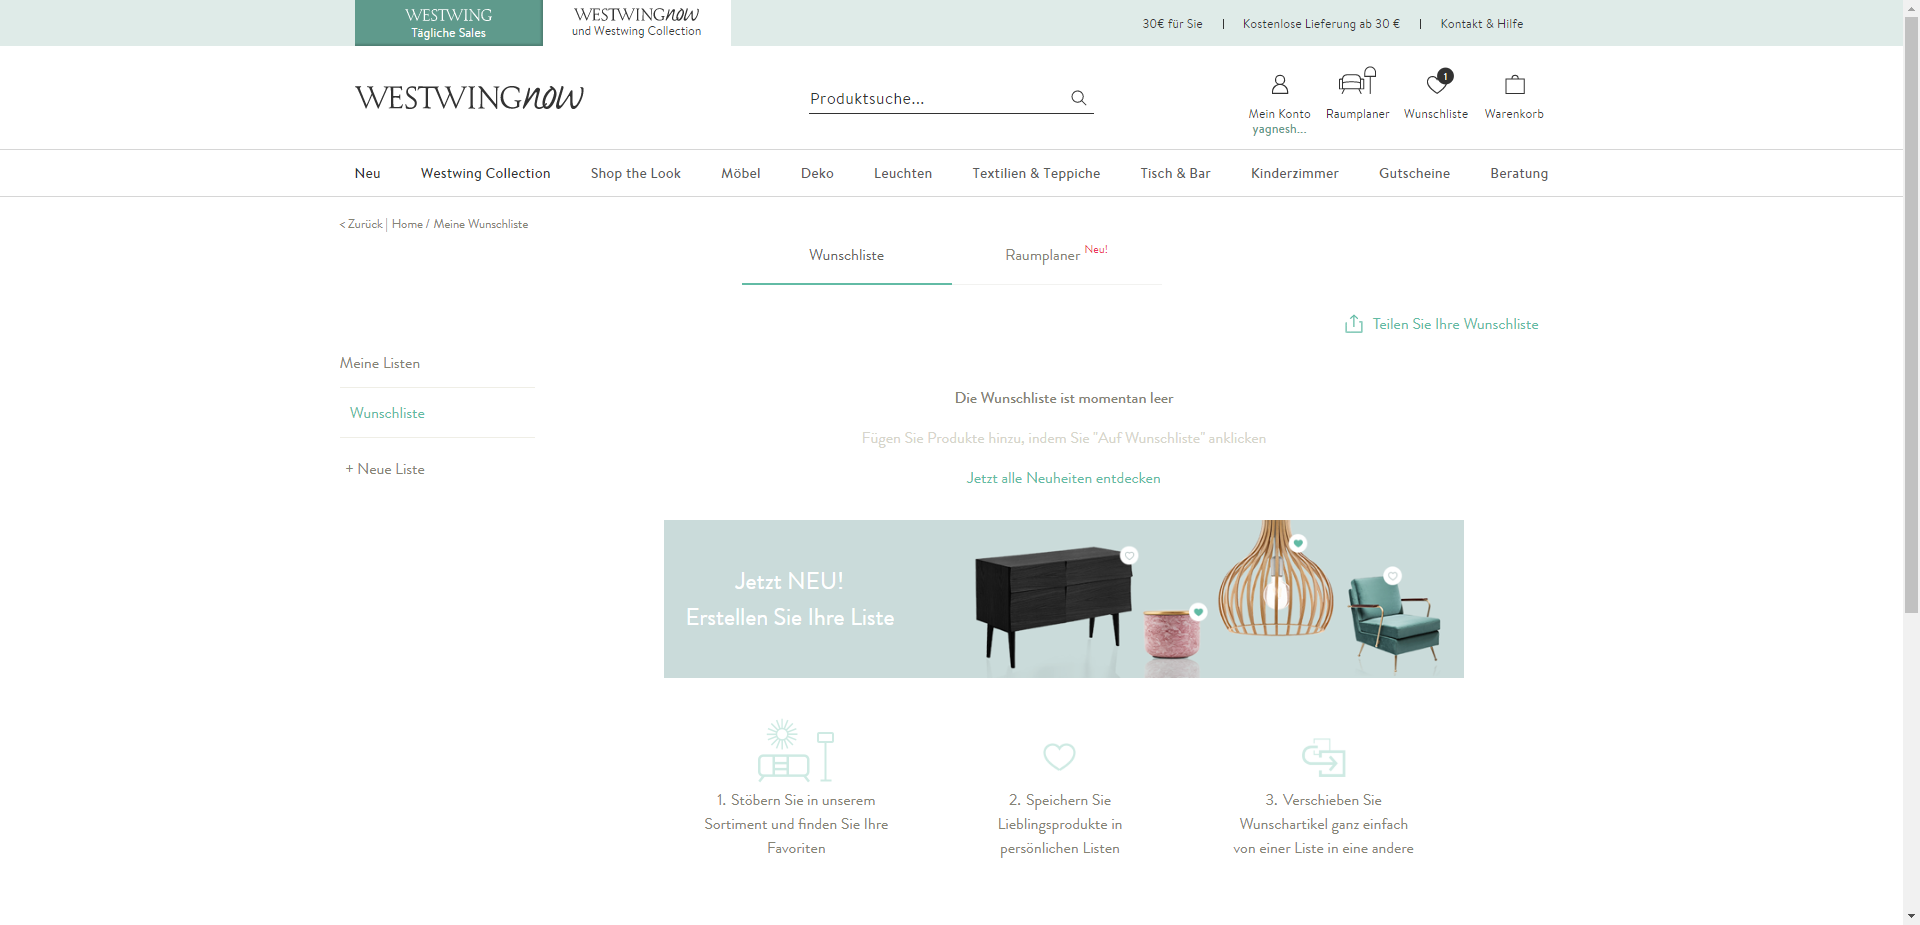 WESTWING
Tägliche Sales
WESTWINGnow
und Westwing Collection
30€ für Sie | Kostenlose Lieferung ab 30 € | Kontakt & Hilfe
WESTWINGnow
Produktsuche...
1
Mein Konto
yagnesh...
Raumplaner
Wunschliste
Warenkorb
Neu Westwing Collection Shop the Look Möbel Deko Leuchten Textilien & Teppiche Tisch & Bar Kinderzimmer Gutscheine Beratung
< Zurück | Home / Meine Wunschliste
Wunschliste
Raumplaner Neu!
Teilen Sie Ihre Wunschliste
Meine Listen
Wunschliste
+ Neue Liste
Die Wunschliste ist momentan leer
Fügen Sie Produkte hinzu, indem Sie "Auf Wunschliste" anklicken
Jetzt alle Neuheiten entdecken
Jetzt NEU!
Erstellen Sie Ihre Liste
1. Stöbern Sie in unserem
Sortiment und finden Sie Ihre
Favoriten
2. Speichern Sie
Lieblingsprodukte in
persönlichen Listen
3. Verschieben Sie
Wunschartikel ganz einfach
von einer Liste in eine andere